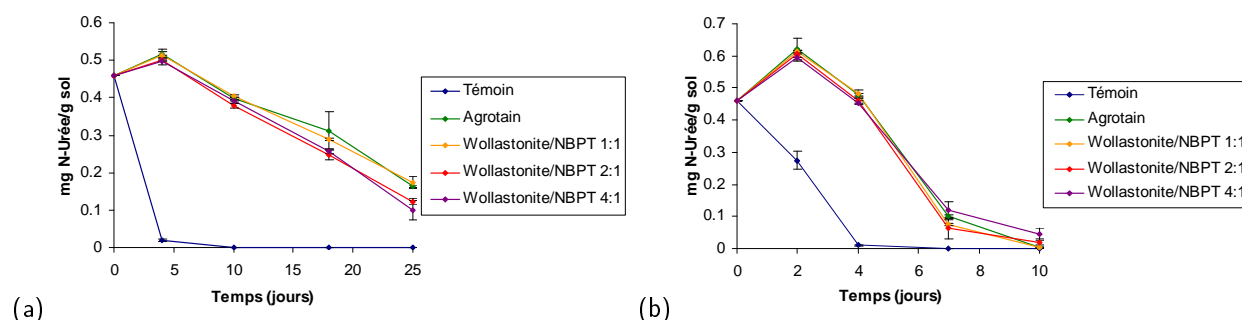 0.6
0.5
0.4
0.3
0.2
0.1
0
mg N-Urée/g sol
0 5 10 15 20 25
Temps (jours)
Témoin
Agrotain
Wollastonite/NBPT 1:1
Wollastonite/NBPT 2:1
Wollastonite/NBPT 4:1
(a)
0.7
0.6
0.5
0.4
0.3
0.2
0.1
0
mg N-Urée/g sol
0 2 4 6 8 10
Temps (jours)
Témoin
Agrotain
Wollastonite/NBPT 1:1
Wollastonite/NBPT 2:1
Wollastonite/NBPT 4:1
(b)